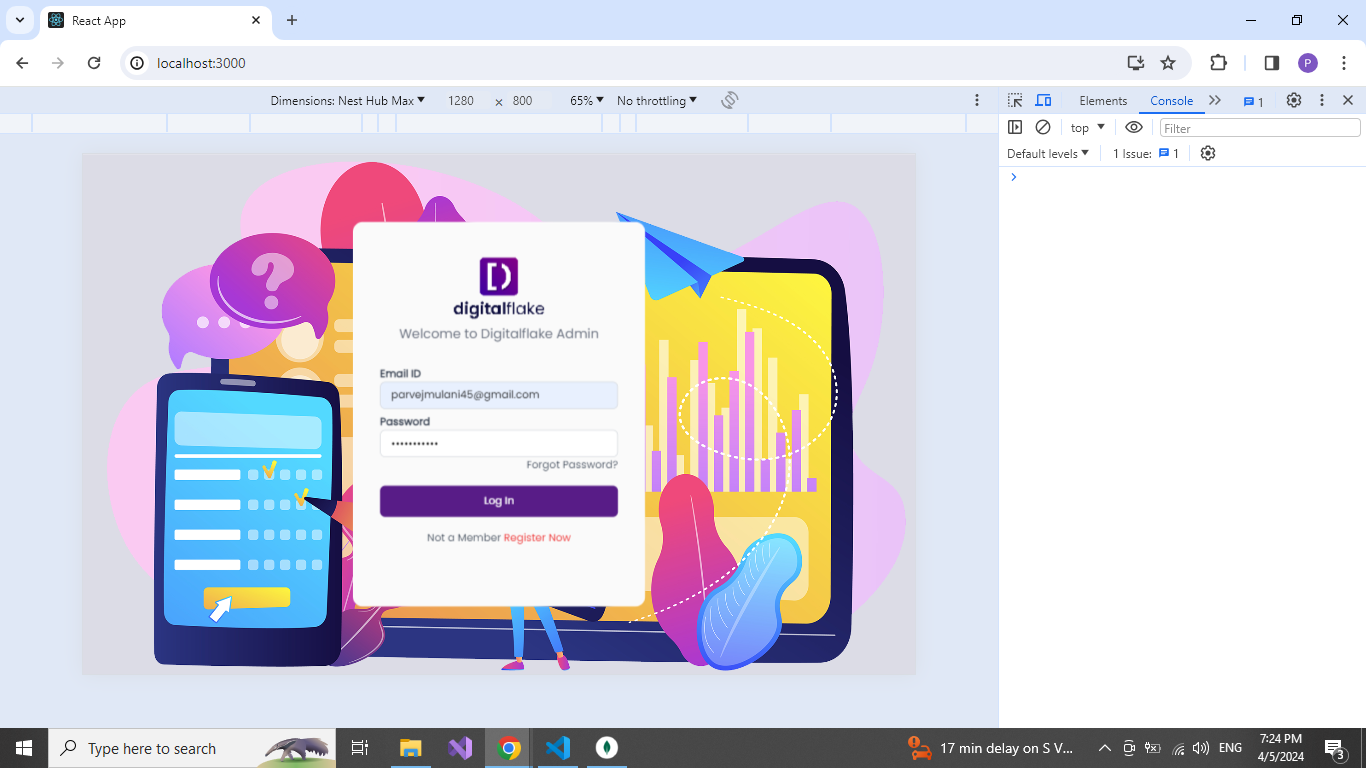 React App
localhost:3000
Dimensions: Nest Hub Max 1280 × 800 65% No throttling
Elements Console 1
top Filter
Default levels 1 Issue: 1
digitalflake
Welcome to Digitalflake Admin
Email ID
parvejmulani45@gmail.com
Password
•••••••••••
Forgot Password?
Log In
Not a Member Register Now
P
Type here to search
17 min delay on S V...
ENG
7:24 PM
4/5/2024
3